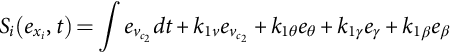 S_i(e_{x_i}, t) = ∫ e_{v_{c_2}} dt + k_{1v}e_{v_{c_2}} + k_{1θ}e_θ + k_{1γ}e_γ + k_{1β}e_β